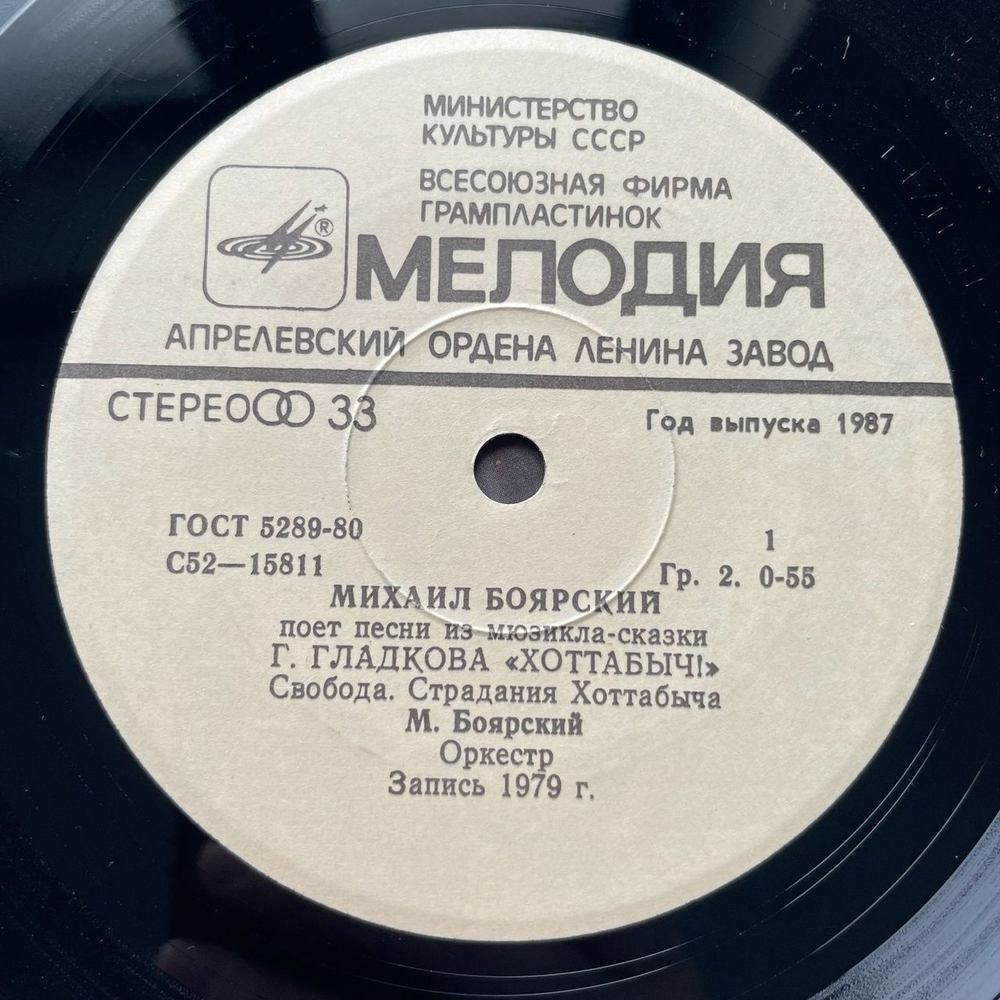 МИНИСТЕРСТВО
КУЛЬТУРЫ СССР
ВСЕСОЮЗНАЯ ФИРМА
ГРАМПЛАСТИНОК
®
МЕЛОДИЯ
АПРЕЛЕВСКИЙ ОРДЕНА ЛЕНИНА ЗАВОД
СТЕРЕО 33
Год выпуска 1987
ГОСТ 5289-80
С52—15811
1
Гр. 2. 0-55
МИХАИЛ БОЯРСКИЙ
поет песни из мюзикла-сказки
Г. ГЛАДКОВА «ХОТТАБЫЧ!»
Свобода. Страдания Хоттабыча
М. Боярский
Оркестр
Запись 1979 г.